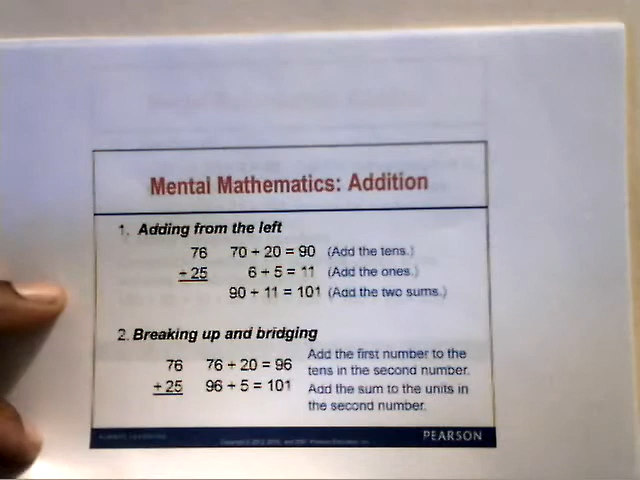 Mental Mathematics: Addition
1. Adding from the left
76 70 + 20 = 90 (Add the tens.)
+ 25 6 + 5 = 11 (Add the ones.)
90 + 11 = 101 (Add the two sums.)
2. Breaking up and bridging
76 76 + 20 = 96 Add the first number to the
tens in the second number.
+ 25 96 + 5 = 101 Add the sum to the units in
the second number.
ALWAYS LEARNING
PEARSON